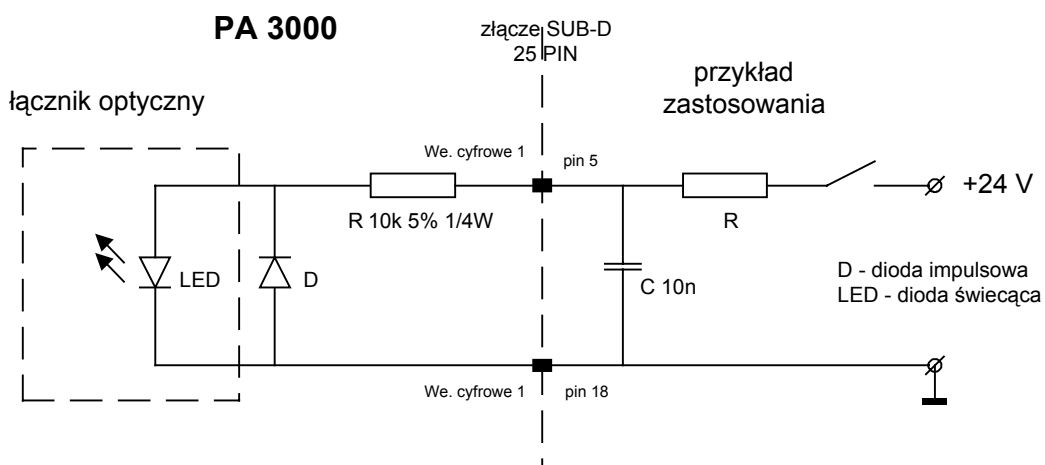 PA 3000
złącze SUB-D
25 PIN
przykład
zastosowania
łącznik optyczny
We. cyfrowe 1
pin 5
+24 V
R 10k 5% 1/4W
R
LED
D
C 10n
D - dioda impulsowa
LED - dioda świecąca
We. cyfrowe 1
pin 18